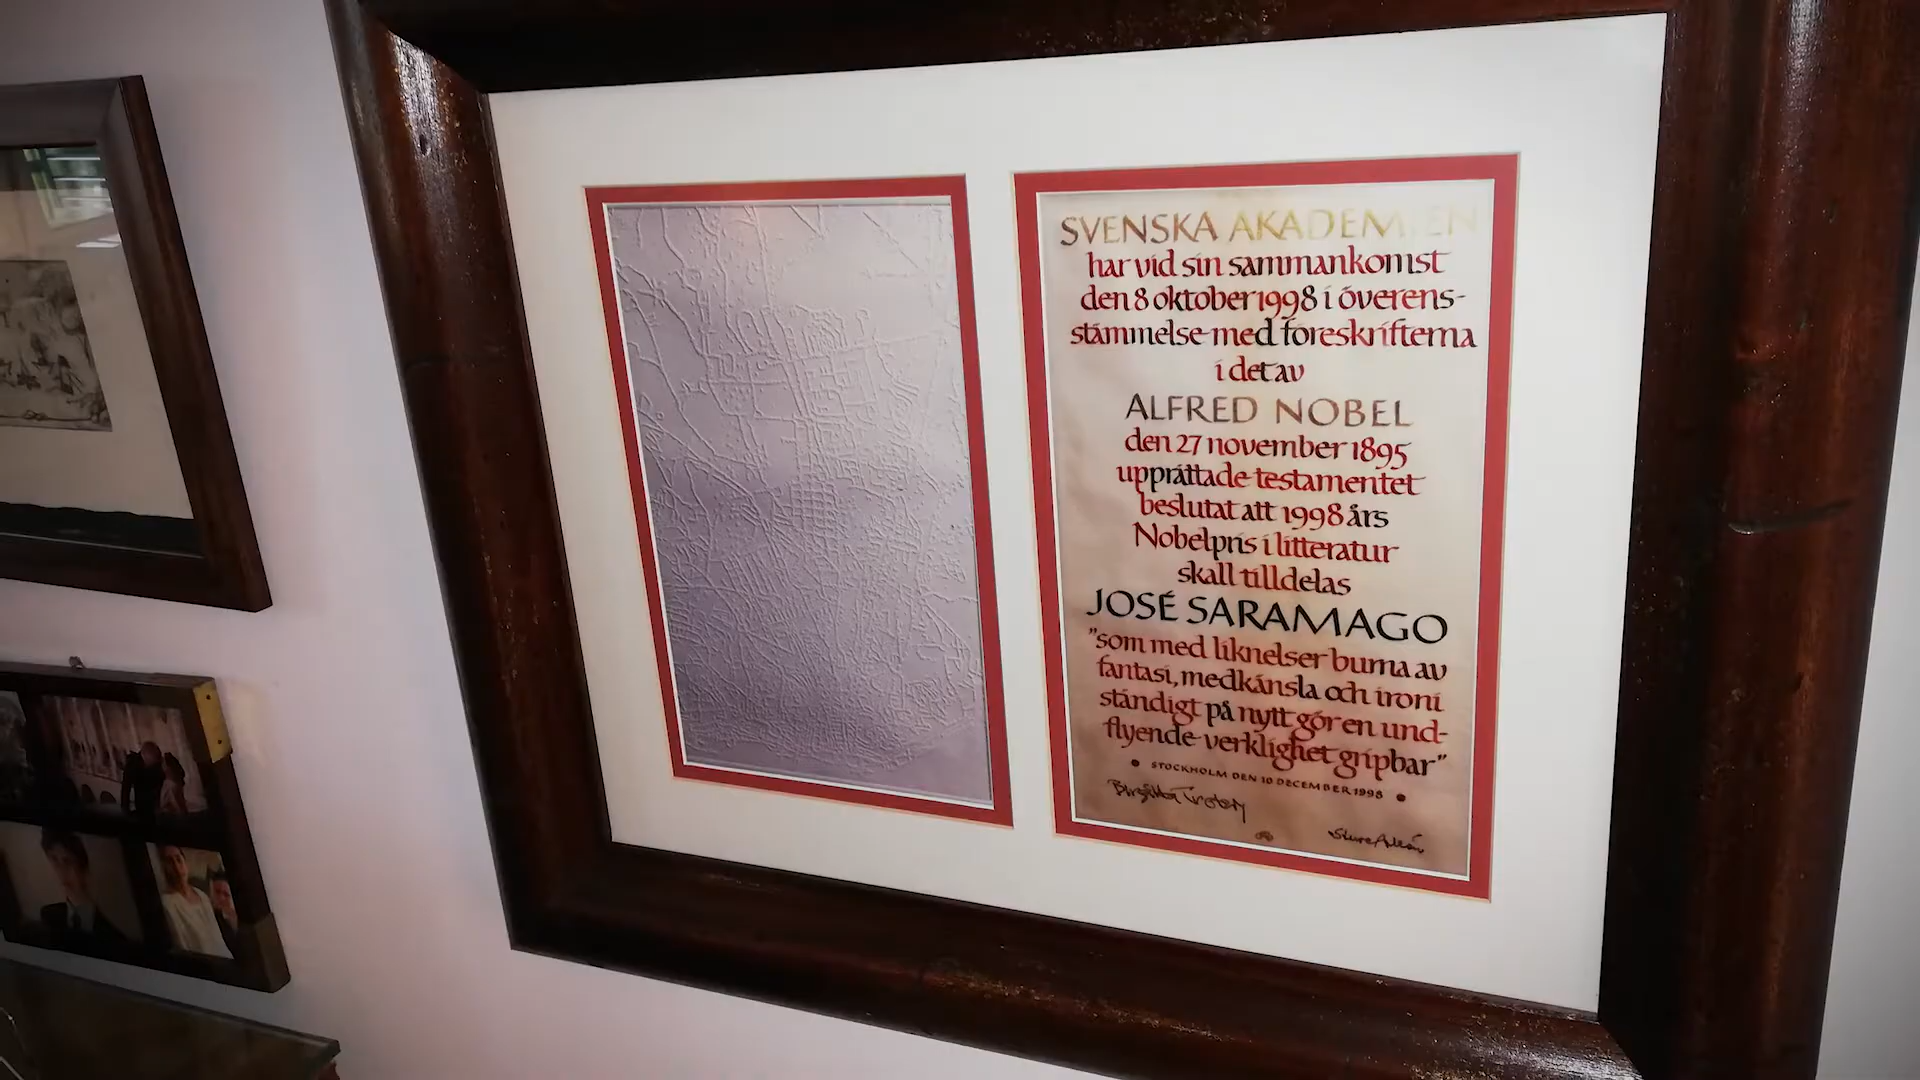 SVENSKA AKADEMIEN
har vid sin sammankomst
den 8 oktober 1998 i överens-
stämmelse med föreskrifterna
i det av
ALFRED NOBEL
den 27 november 1895
upprättade testamentet
beslutat att 1998 års
Nobelpris i litteratur
skall tilldelas
JOSÉ SARAMAGO
"som med liknelser burna av
fantasi, medkänsla och ironi
ständigt på nytt gör en und-
flyende verklighet gripbar"
• STOCKHOLM DEN 10 DECEMBER 1998 •